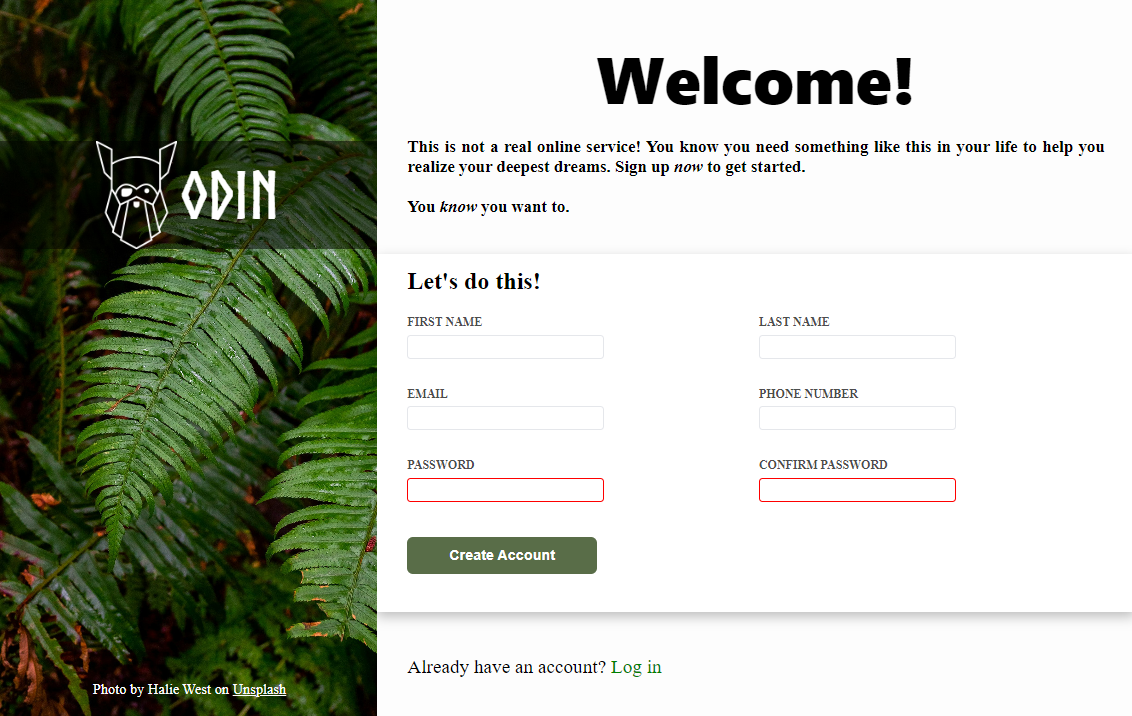 ODIN
Photo by Halie West on Unsplash
Welcome!
This is not a real online service! You know you need something like this in your life to help you
realize your deepest dreams. Sign up now to get started.
You know you want to.
Let's do this!
FIRST NAME
LAST NAME
EMAIL
PHONE NUMBER
PASSWORD
CONFIRM PASSWORD
Create Account
Already have an account? Log in